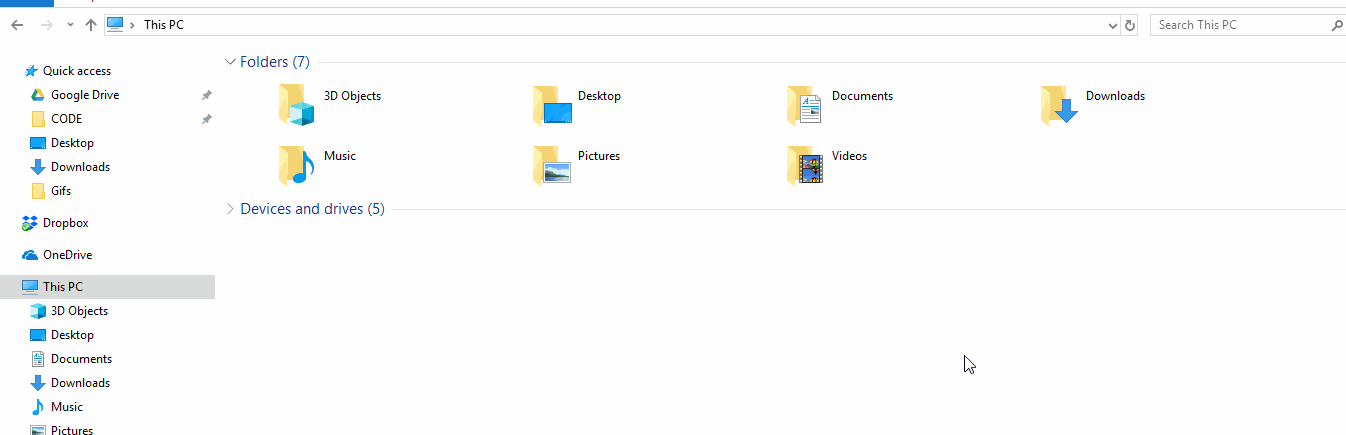 This PC
Search This PC
Quick access
Google Drive
CODE
Desktop
Downloads
Gifs
Dropbox
OneDrive
This PC
3D Objects
Desktop
Documents
Downloads
Music
Pictures
Folders (7)
3D Objects
Desktop
Documents
Downloads
Music
Pictures
Videos
Devices and drives (5)